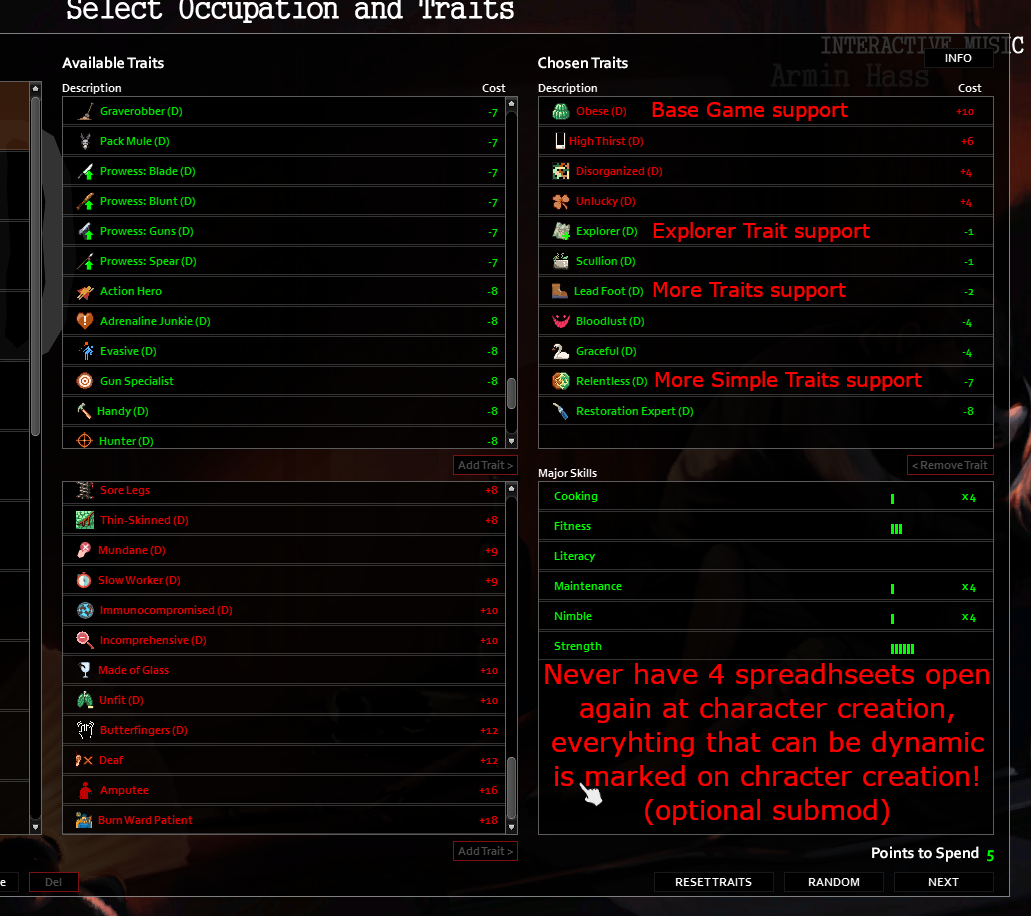 Select Occupation and Traits
INTERACTIVE MUSIC
Armin Hass
INFO
Available Traits
Description Cost
Graverobber (D) -7
Pack Mule (D) -7
Prowess: Blade (D) -7
Prowess: Blunt (D) -7
Prowess: Guns (D) -7
Prowess: Spear (D) -7
Action Hero -8
Adrenaline Junkie (D) -8
Evasive (D) -8
Gun Specialist -8
Handy (D) -8
Hunter (D) -8
Add Trait >
Sore Legs +8
Thin-Skinned (D) +8
Mundane (D) +9
Slow Worker (D) +9
Immunocompromised (D) +10
Incomprehensive (D) +10
Made of Glass +10
Unfit (D) +10
Butterfingers (D) +12
Deaf +12
Amputee +16
Burn Ward Patient +18
Add Trait >
Chosen Traits
Description Cost
Obese (D) Base Game support +10
High Thirst (D) +6
Disorganized (D) +4
Unlucky (D) +4
Explorer (D) Explorer Trait support -1
Scullion (D) -1
Lead Foot (D) More Traits support -2
Bloodlust (D) -4
Graceful (D) -4
Relentless (D) More Simple Traits support -7
Restoration Expert (D) -8
< Remove Trait
Major Skills
Cooking x4
Fitness
Literacy
Maintenance x4
Nimble x4
Strength
Never have 4 spreadhseets open
again at character creation,
everyhting that can be dynamic
is marked on chracter creation!
(optional submod)
Points to Spend 5
e Del RESET TRAITS RANDOM NEXT